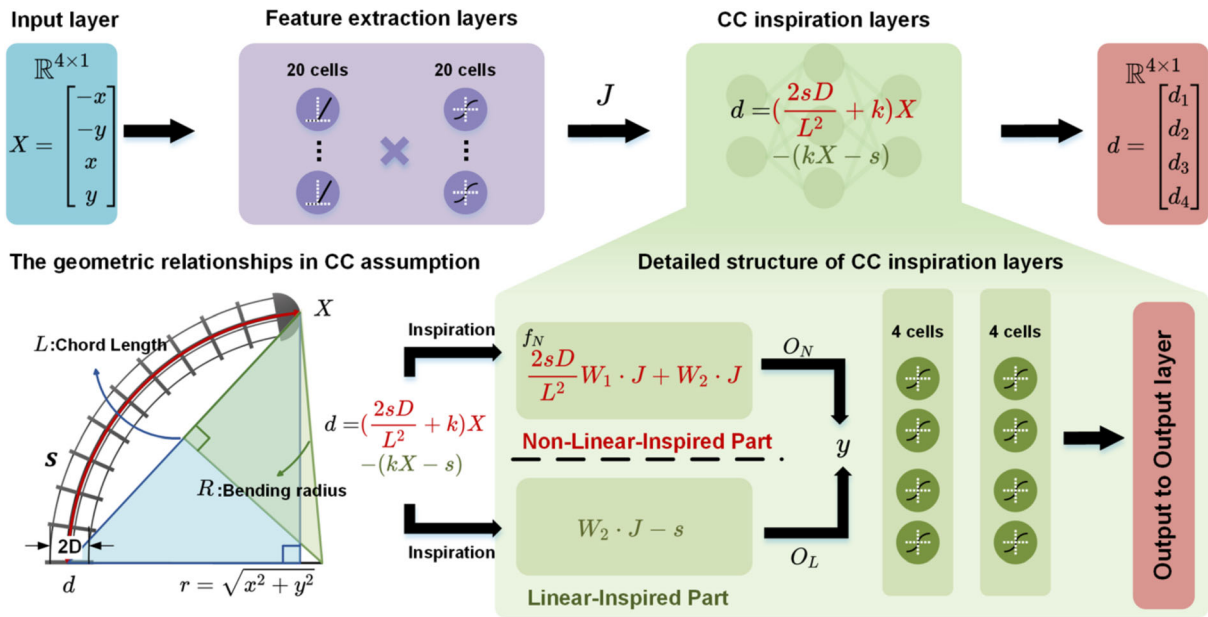 Input layer
Feature extraction layers
CC inspiration layers
ℝ^{4×1}
X = [−x −y x y]
20 cells
20 cells
×
J
d = (2sD/L² + k)X
−(kX − s)
ℝ^{4×1}
d = [d₁ d₂ d₃ d₄]
The geometric relationships in CC assumption
Detailed structure of CC inspiration layers
X
L:Chord Length
s
R:Bending radius
2D
d
r = √(x² + y²)
d = (2sD/L² + k)X
−(kX − s)
Inspiration
Inspiration
f_N
2sD/L² W₁ · J + W₂ · J
Non-Linear-Inspired Part
W₂ · J − s
Linear-Inspired Part
O_N
y
O_L
4 cells
4 cells
Output to Output layer